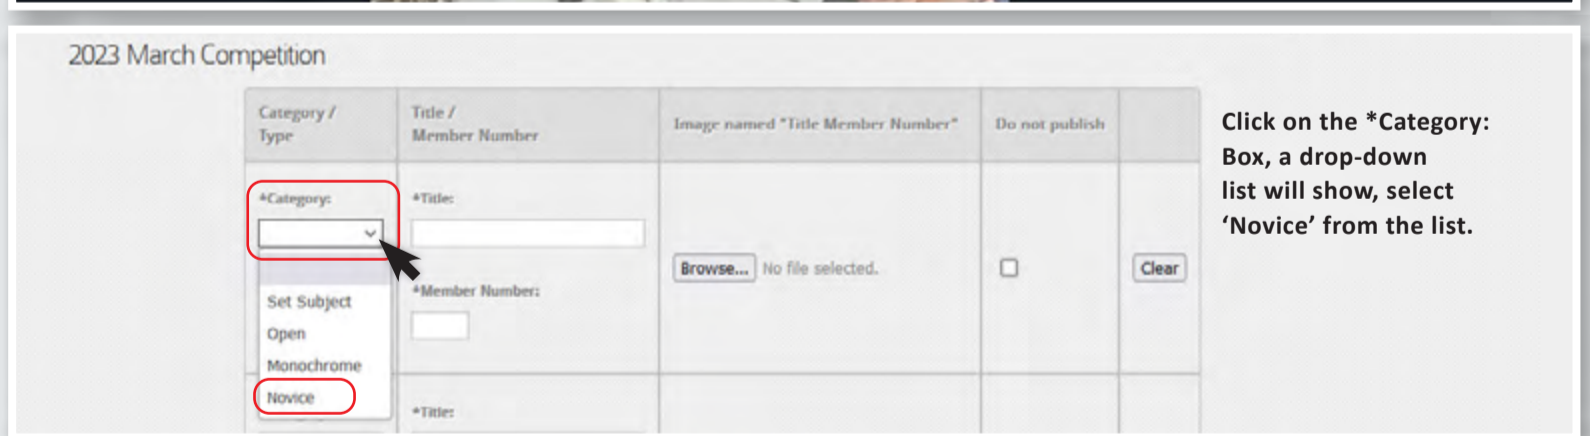 2023 March Competition
Category /
Type
Title /
Member Number
Image named "Title Member Number"
Do not publish
*Category:
*Title:
Browse... No file selected.
Clear
*Member Number:
Set Subject
Open
Monochrome
Novice
*Title:
Click on the *Category:
Box, a drop-down
list will show, select
‘Novice’ from the list.